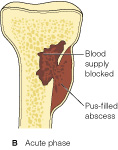 Blood
supply
blocked
Pus-filled
abscess
B Acute phase